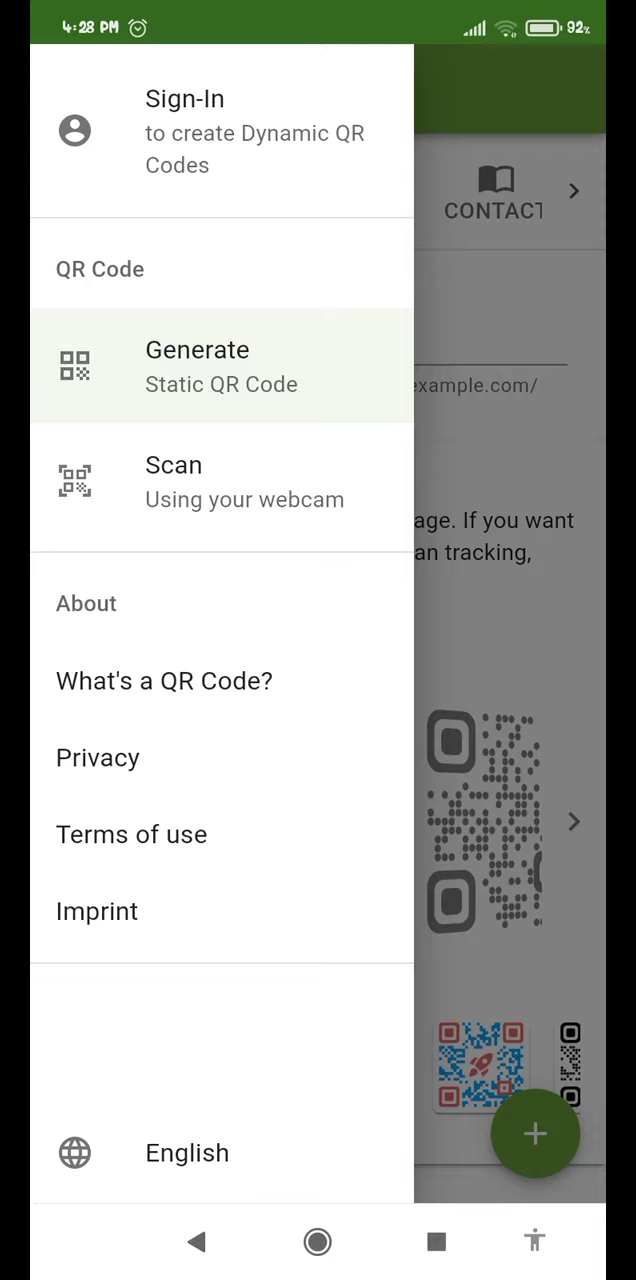 4:28 PM
92%
Sign-In
to create Dynamic QR
Codes
CONTACT
QR Code
Generate
Static QR Code
example.com/
Scan
Using your webcam
age. If you want
an tracking,
About
What's a QR Code?
Privacy
Terms of use
Imprint
English